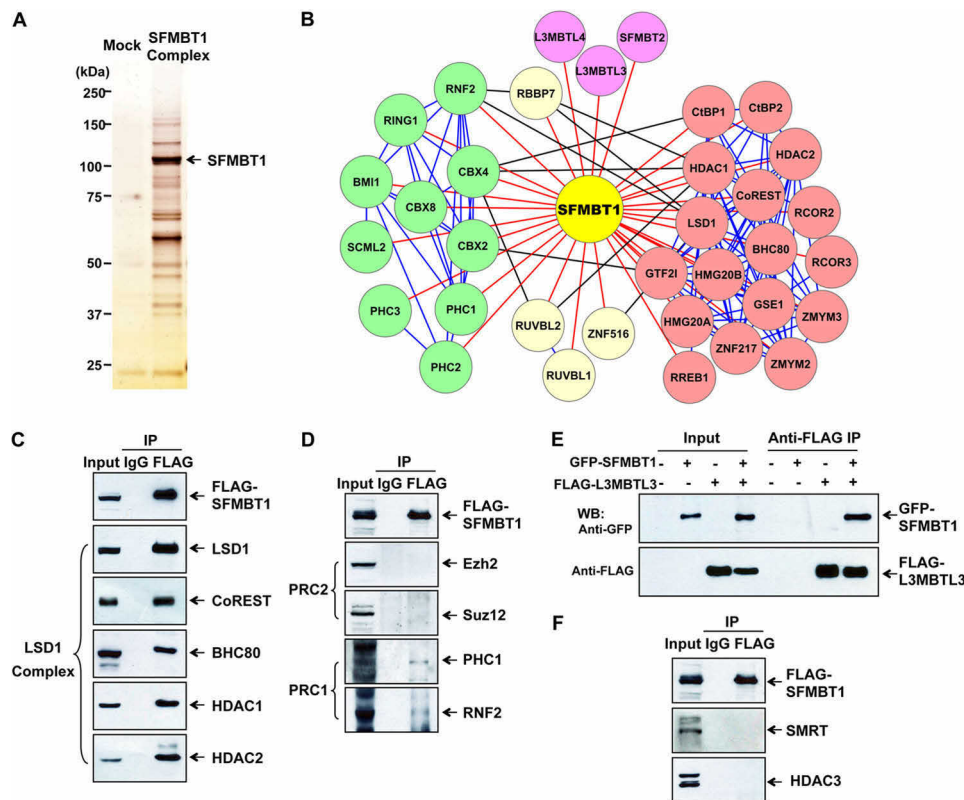 A
Mock
SFMBT1
Complex
(kDa)
250
150
100
75
50
37
25
SFMBT1
B
L3MBTL4
SFMBT2
L3MBTL3
RNF2
RBBP7
CtBP1
CtBP2
RING1
HDAC1
HDAC2
BMI1
CBX4
CBX8
SFMBT1
LSD1
CoREST
RCOR2
SCML2
CBX2
GTF2I
HMG20B
BHC80
RCOR3
PHC3
PHC1
RUVBL2
ZNF516
HMG20A
GSE1
ZMYM3
PHC2
RUVBL1
RREB1
ZNF217
ZMYM2
C
IP
Input IgG FLAG
FLAG-
SFMBT1
LSD1
CoREST
BHC80
HDAC1
HDAC2
LSD1
Complex
D
IP
Input IgG FLAG
FLAG-
SFMBT1
Ezh2
PRC2
Suz12
PHC1
PRC1
RNF2
E
Input Anti-FLAG IP
GFP-SFMBT1 - + - + - + - +
FLAG-L3MBTL3 - - + + - - + +
WB:
Anti-GFP
GFP-
SFMBT1
Anti-FLAG
FLAG-
L3MBTL3
F
IP
Input IgG FLAG
FLAG-
SFMBT1
SMRT
HDAC3